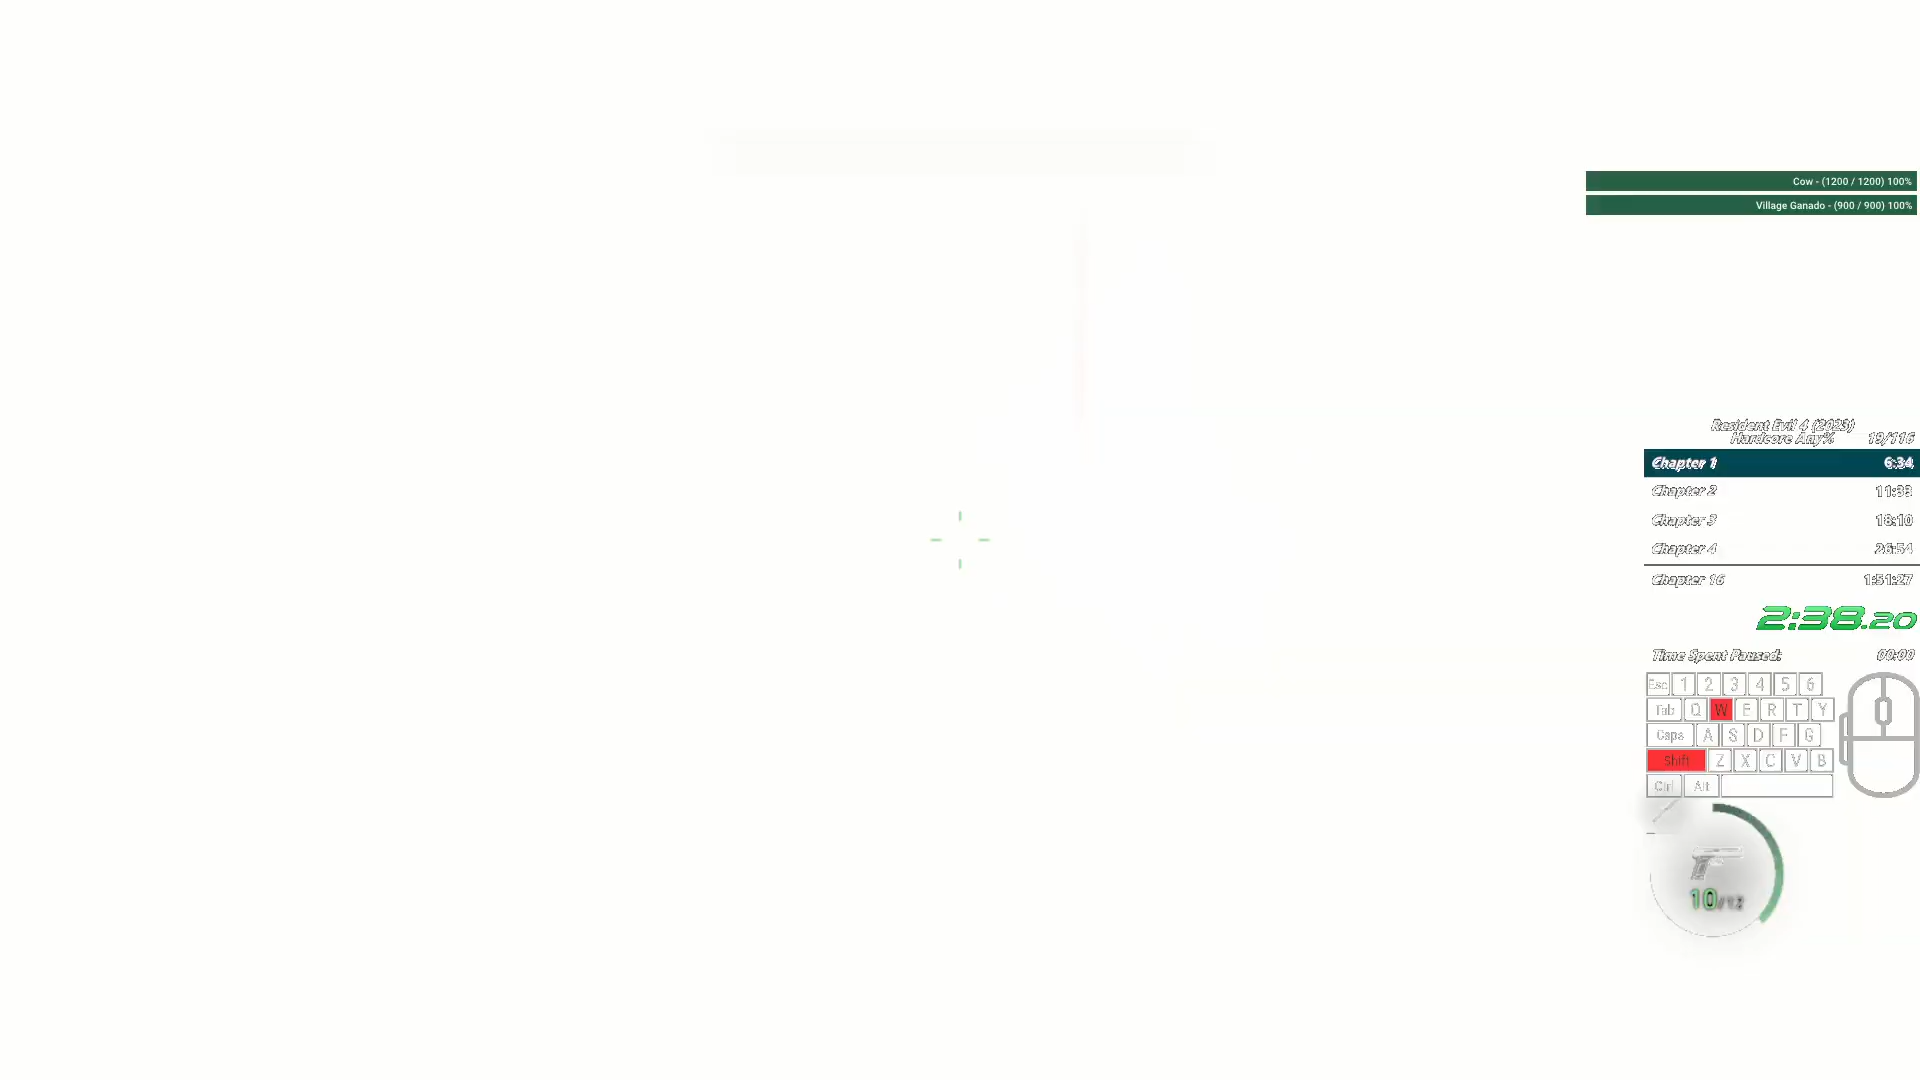 Cow - (1200 / 1200) 100%
Village Ganado - (900 / 900) 100%
Resident Evil 4 (2023)
Hardcore Any% 19/116
Chapter 1 6:34
Chapter 2 11:33
Chapter 3 18:10
Chapter 4 26:54
Chapter 16 1:51:27
2:38.20
Time Spent Paused: 00:00
Esc 1 2 3 4 5 6
Tab Q W E R T Y
Caps A S D F G
Shift Z X C V B
Ctrl Alt
10/12